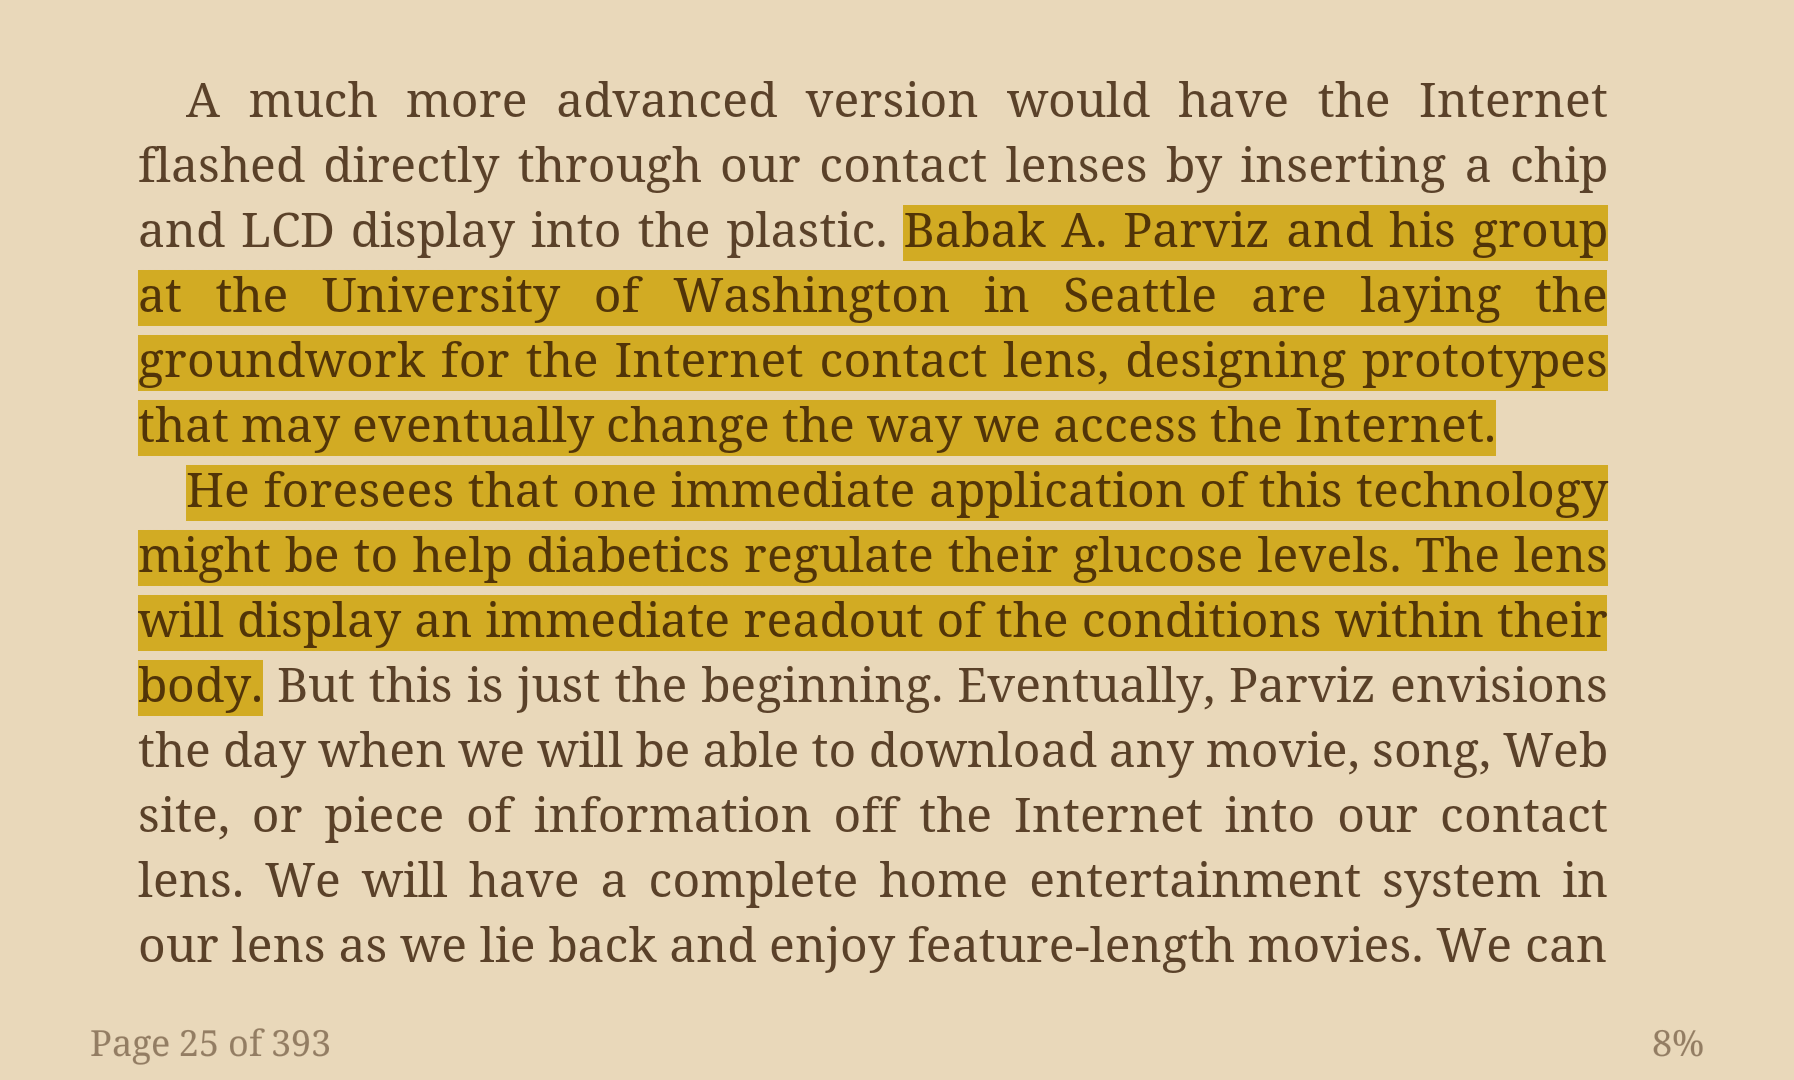 A much more advanced version would have the Internet
flashed directly through our contact lenses by inserting a chip
and LCD display into the plastic. Babak A. Parviz and his group
at the University of Washington in Seattle are laying the
groundwork for the Internet contact lens, designing prototypes
that may eventually change the way we access the Internet.
He foresees that one immediate application of this technology
might be to help diabetics regulate their glucose levels. The lens
will display an immediate readout of the conditions within their
body. But this is just the beginning. Eventually, Parviz envisions
the day when we will be able to download any movie, song, Web
site, or piece of information off the Internet into our contact
lens. We will have a complete home entertainment system in
our lens as we lie back and enjoy feature-length movies. We can
Page 25 of 393
8%